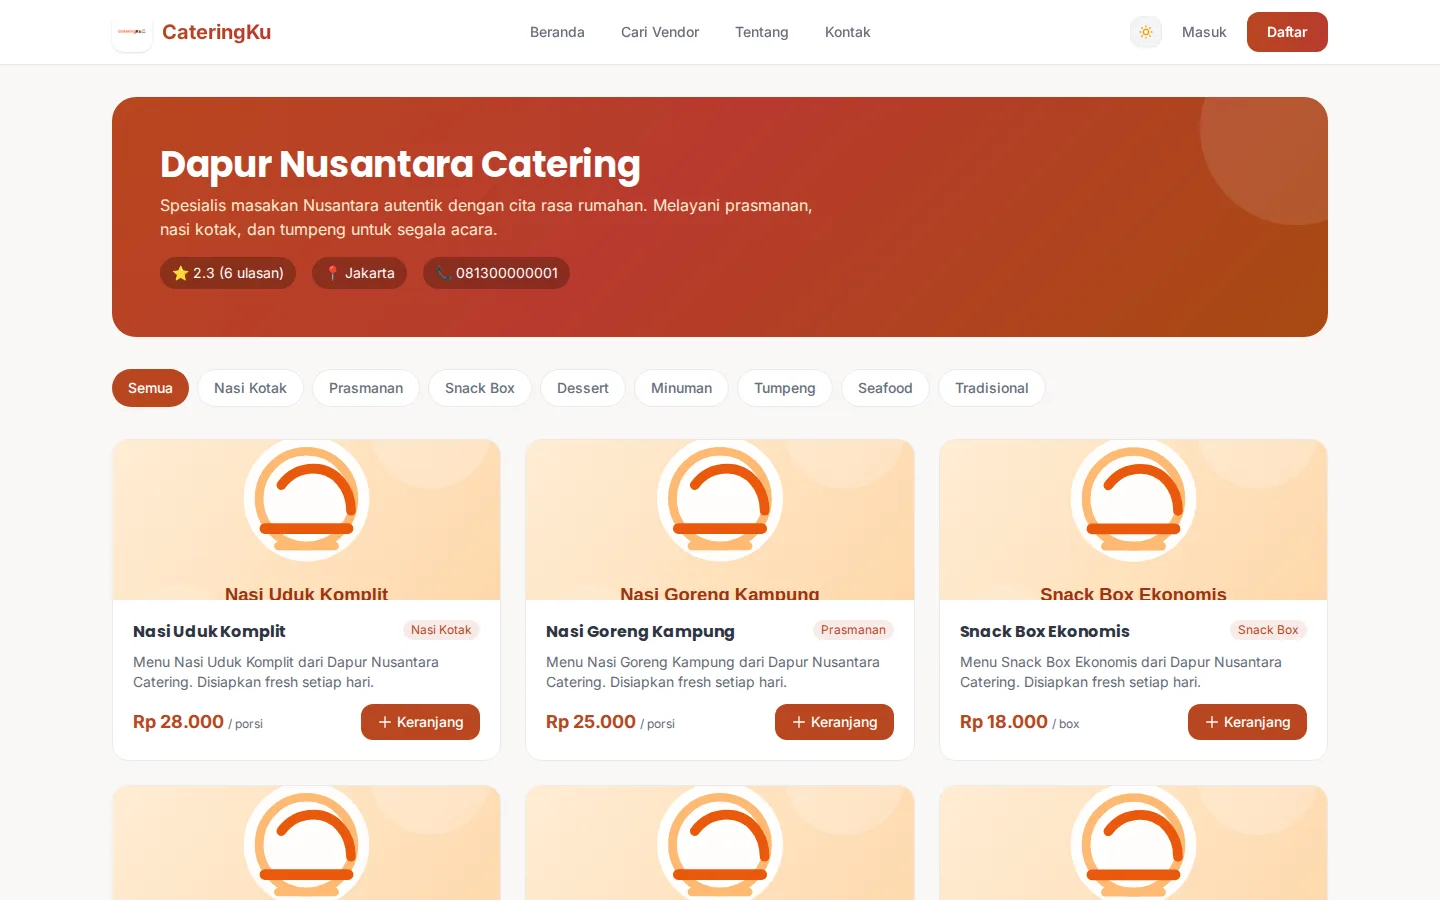 CateringKu
Beranda
Cari Vendor
Tentang
Kontak
Masuk
Daftar
Dapur Nusantara Catering
Spesialis masakan Nusantara autentik dengan cita rasa rumahan. Melayani prasmanan,
nasi kotak, dan tumpeng untuk segala acara.
⭐ 2.3 (6 ulasan)
📍 Jakarta
📞 081300000001
Semua
Nasi Kotak
Prasmanan
Snack Box
Dessert
Minuman
Tumpeng
Seafood
Tradisional
Nasi Uduk Komplit
Nasi Uduk Komplit
Nasi Kotak
Menu Nasi Uduk Komplit dari Dapur Nusantara
Catering. Disiapkan fresh setiap hari.
Rp 28.000 / porsi
+ Keranjang
Nasi Goreng Kampung
Nasi Goreng Kampung
Prasmanan
Menu Nasi Goreng Kampung dari Dapur Nusantara
Catering. Disiapkan fresh setiap hari.
Rp 25.000 / porsi
+ Keranjang
Snack Box Ekonomis
Snack Box Ekonomis
Snack Box
Menu Snack Box Ekonomis dari Dapur Nusantara
Catering. Disiapkan fresh setiap hari.
Rp 18.000 / box
+ Keranjang